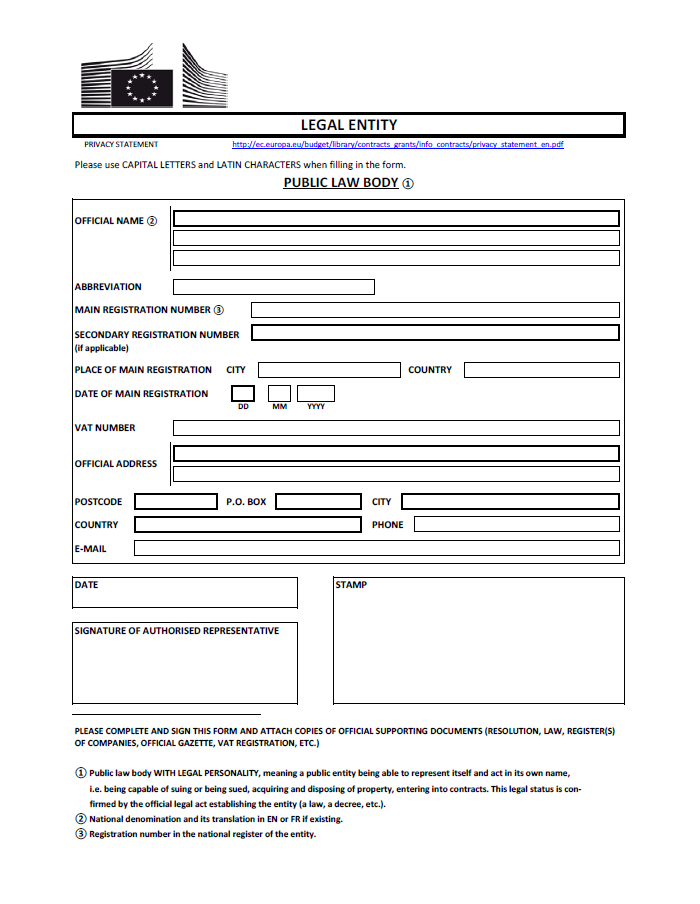 LEGAL ENTITY
PRIVACY STATEMENT http://ec.europa.eu/budget/library/contracts_grants/info_contracts/privacy_statement_en.pdf
Please use CAPITAL LETTERS and LATIN CHARACTERS when filling in the form.
PUBLIC LAW BODY ①
OFFICIAL NAME ②
ABBREVIATION
MAIN REGISTRATION NUMBER ③
SECONDARY REGISTRATION NUMBER
(if applicable)
PLACE OF MAIN REGISTRATION CITY COUNTRY
DATE OF MAIN REGISTRATION
DD MM YYYY
VAT NUMBER
OFFICIAL ADDRESS
POSTCODE P.O. BOX CITY
COUNTRY PHONE
E-MAIL
DATE STAMP
SIGNATURE OF AUTHORISED REPRESENTATIVE
PLEASE COMPLETE AND SIGN THIS FORM AND ATTACH COPIES OF OFFICIAL SUPPORTING DOCUMENTS (RESOLUTION, LAW, REGISTER(S)
OF COMPANIES, OFFICIAL GAZETTE, VAT REGISTRATION, ETC.)
① Public law body WITH LEGAL PERSONALITY, meaning a public entity being able to represent itself and act in its own name,
i.e. being capable of suing or being sued, acquiring and disposing of property, entering into contracts. This legal status is con-
firmed by the official legal act establishing the entity (a law, a decree, etc.).
② National denomination and its translation in EN or FR if existing.
③ Registration number in the national register of the entity.